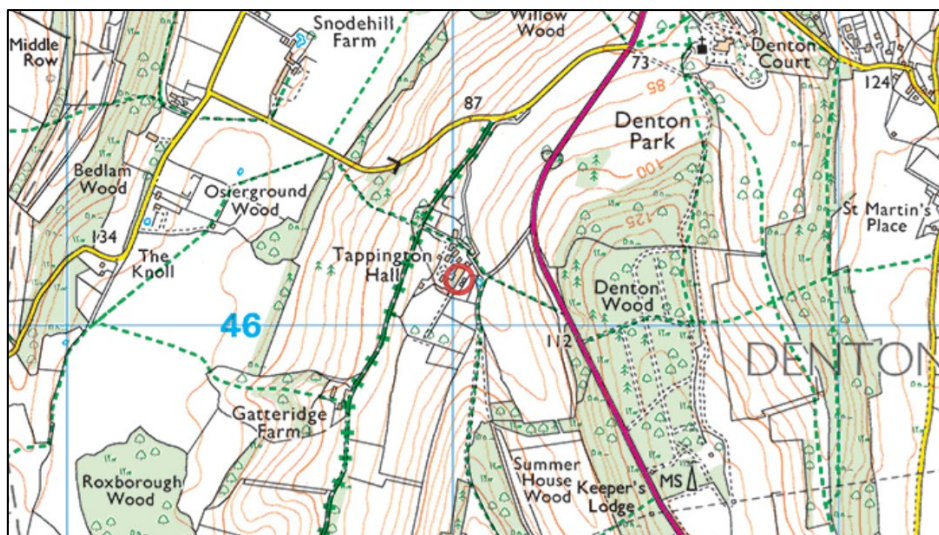 Snodehill
Farm
Willow
Wood
Middle
Row
Denton
Court
73
124
87
85
Denton
Park
100
Bedlam
Wood
Osierground
Wood
125
St Martin's
Place
134
The
Knoll
Tappington
Hall
Denton
Wood
46
112
DENTON
Gatteridge
Farm
Roxborough
Wood
Summer
House
Wood
Keeper's
Lodge
MS